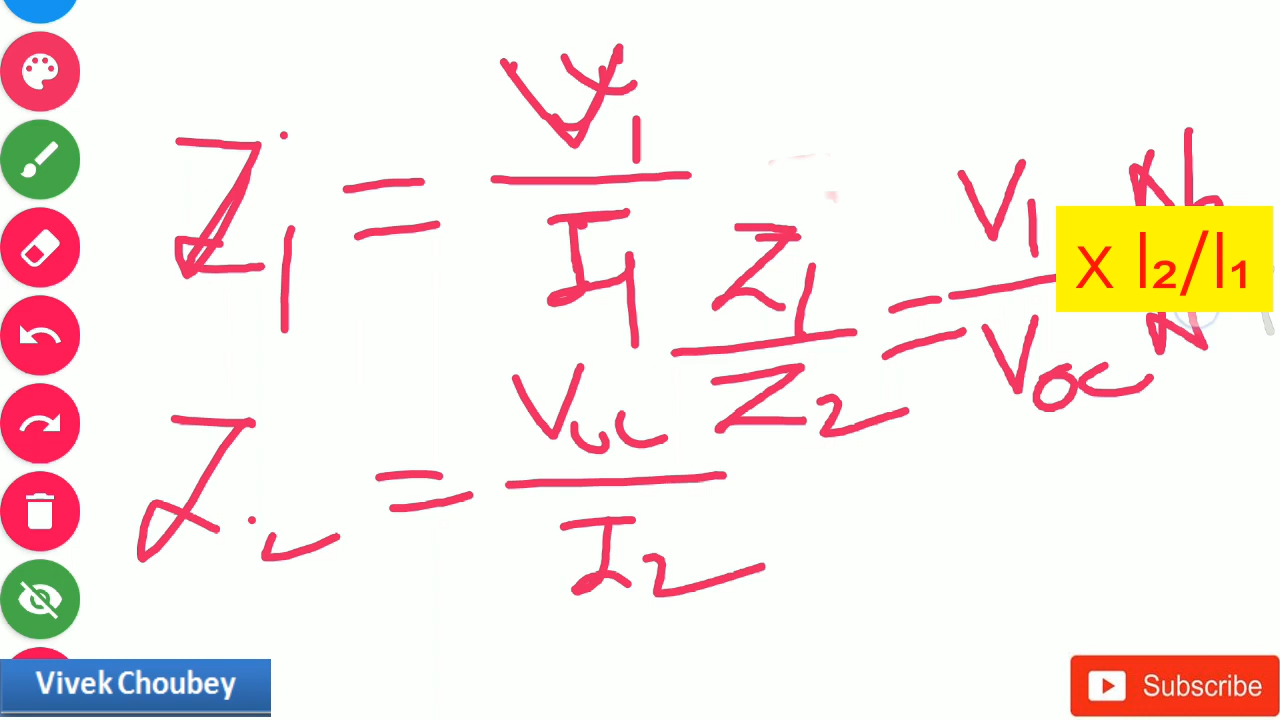 Z1 = V1 / I1
Z1 / Z2 = V1 / Voc x I2/I1
Z2 = Voc / I2
Vivek Choubey
Subscribe